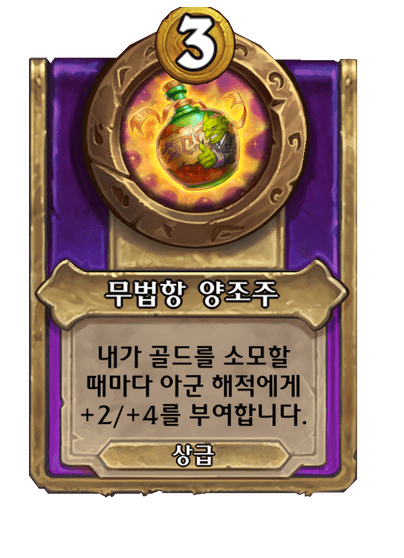 3
무법항 양조주
내가 골드를 소모할
때마다 아군 해적에게
+2/+4를 부여합니다.
상급